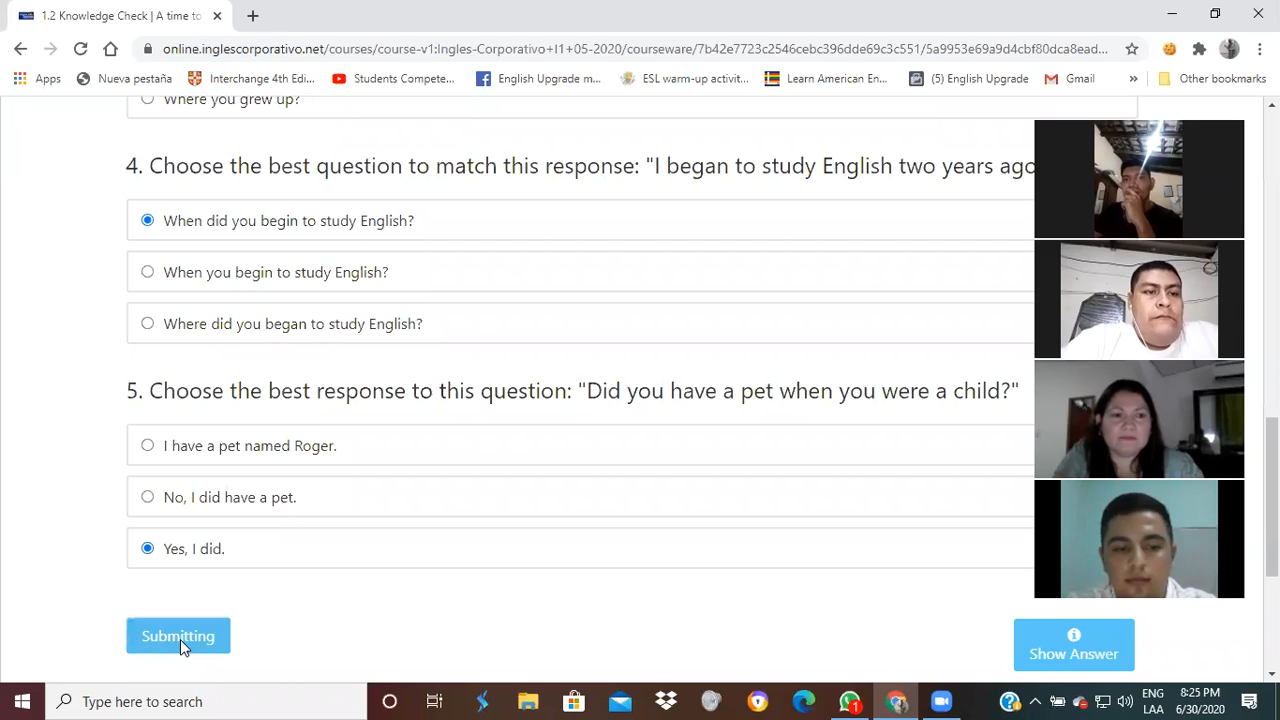 1.2 Knowledge Check | A time to
online.inglescorporativo.net/courses/course-v1:Ingles-Corporativo+I1+05-2020/courseware/7b42e7723c2546cebc396dde69c3c551/5a9953e69a9d4cbf80dca8ead...
Apps Nueva pestaña Interchange 4th Edi... Students Compete... English Upgrade m... ESL warm-up activit... Learn American En... (5) English Upgrade Gmail » Other bookmarks
Where you grew up?
4. Choose the best question to match this response: "I began to study English two years ago
When did you begin to study English?
When you begin to study English?
Where did you began to study English?
5. Choose the best response to this question: "Did you have a pet when you were a child?"
I have a pet named Roger.
No, I did have a pet.
Yes, I did.
Submitting
Show Answer
Type here to search
ENG
LAA
8:25 PM
6/30/2020